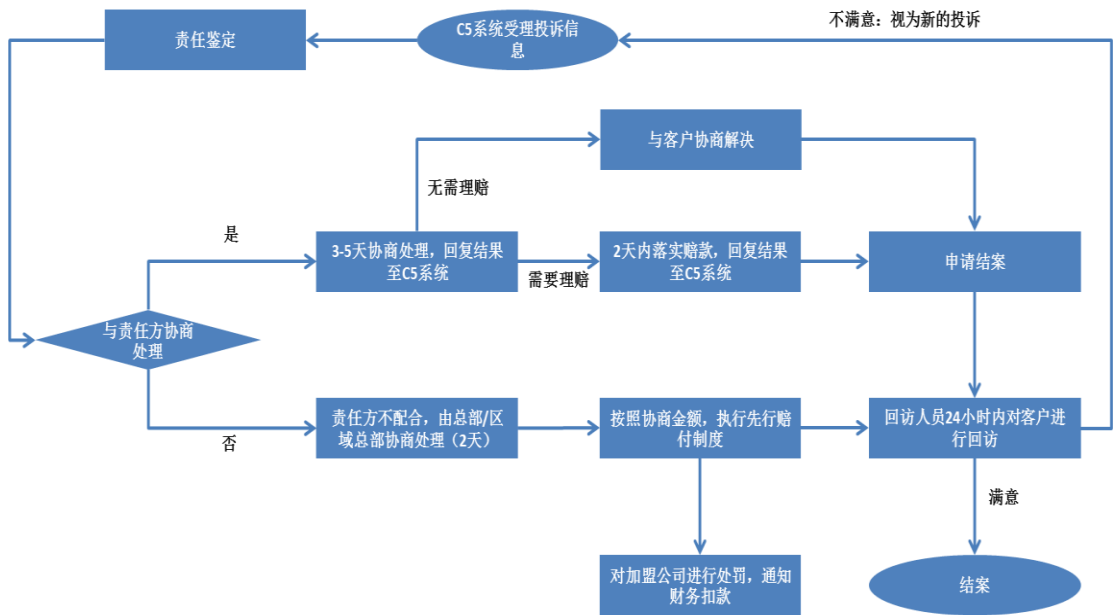 不满意：视为新的投诉
责任鉴定
C5系统受理投诉信
息
与客户协商解决
无需理赔
是
3-5天协商处理，回复结果
至C5系统
需要理赔
2天内落实赔款，回复结果
至C5系统
申请结案
与责任方协商
处理
否
责任方不配合，由总部/区
域总部协商处理（2天）
按照协商金额，执行先行赔
付制度
回访人员24小时内对客户进
行回访
满意
对加盟公司进行处罚，通知
财务扣款
结案